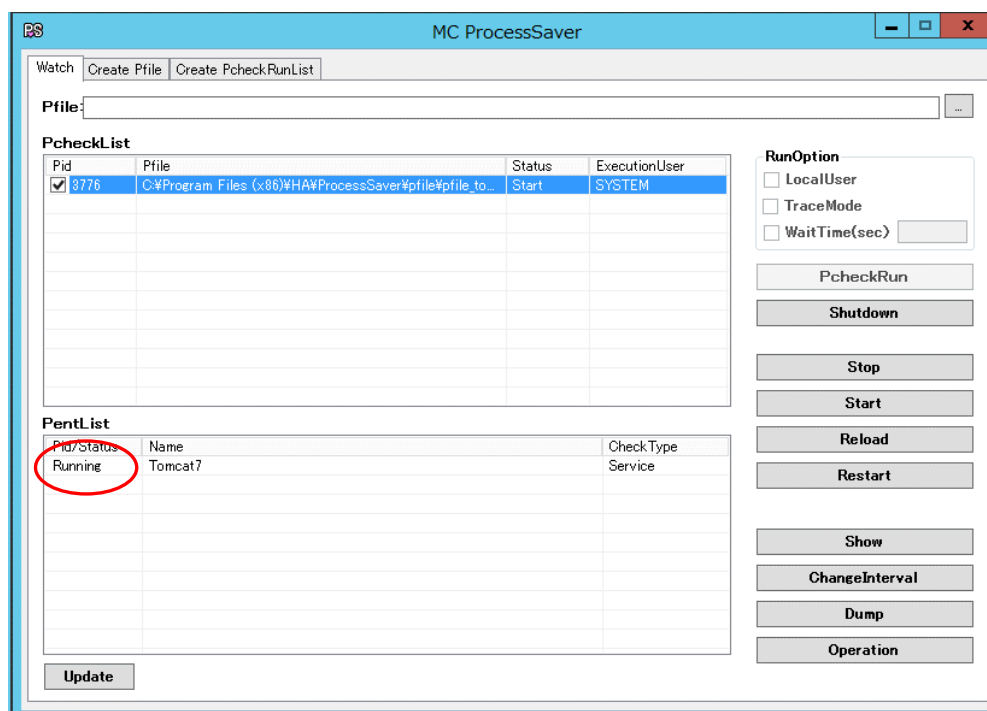 PS MC ProcessSaver
Watch Create Pfile Create PcheckRunList
Pfile: ...
PcheckList
Pid Pfile Status ExecutionUser
3776 C:¥Program Files (x86)¥HA¥ProcessSaver¥pfile¥pfile_to... Start SYSTEM
RunOption
LocalUser
TraceMode
WaitTime(sec)
PcheckRun
Shutdown
Stop
Start
Reload
Restart
PentList
Pid/Status Name CheckType
Running Tomcat7 Service
Show
ChangeInterval
Dump
Operation
Update